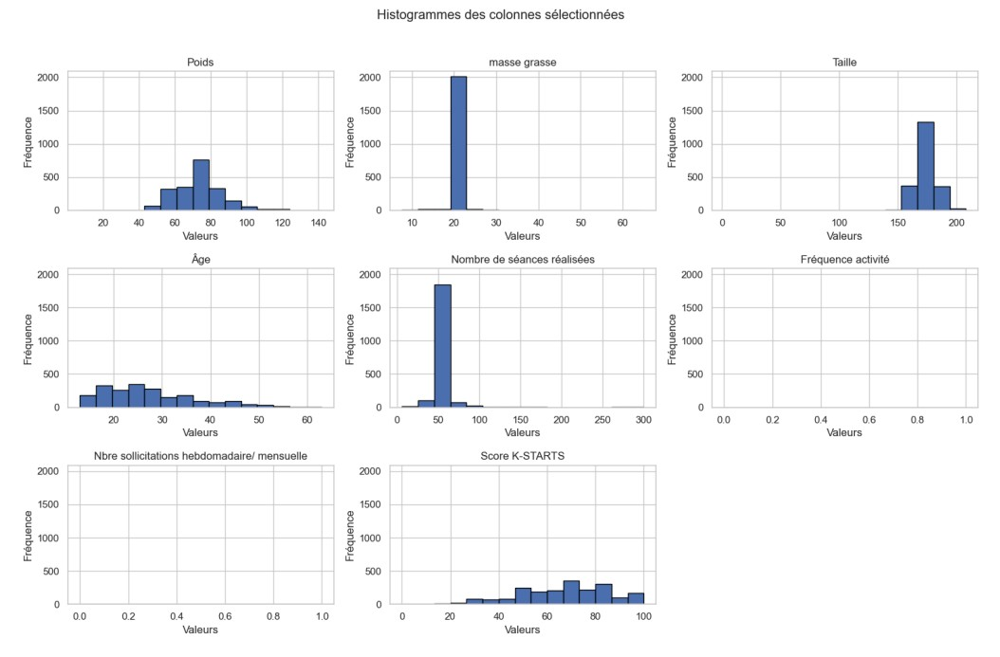 Histogrammes des colonnes sélectionnées
Poids
Fréquence
2000
1500
1000
500
0
20 40 60 80 100 120 140
Valeurs
masse grasse
Fréquence
2000
1500
1000
500
0
10 20 30 40 50 60
Valeurs
Taille
Fréquence
2000
1500
1000
500
0
0 50 100 150 200
Valeurs
Âge
Fréquence
2000
1500
1000
500
0
20 30 40 50 60
Valeurs
Nombre de séances réalisées
Fréquence
2000
1500
1000
500
0
0 50 100 150 200 250 300
Valeurs
Fréquence activité
Fréquence
2000
1500
1000
500
0
0.0 0.2 0.4 0.6 0.8 1.0
Valeurs
Nbre sollicitations hebdomadaire/ mensuelle
Fréquence
2000
1500
1000
500
0
0.0 0.2 0.4 0.6 0.8 1.0
Valeurs
Score K-STARTS
Fréquence
2000
1500
1000
500
0
0 20 40 60 80 100
Valeurs